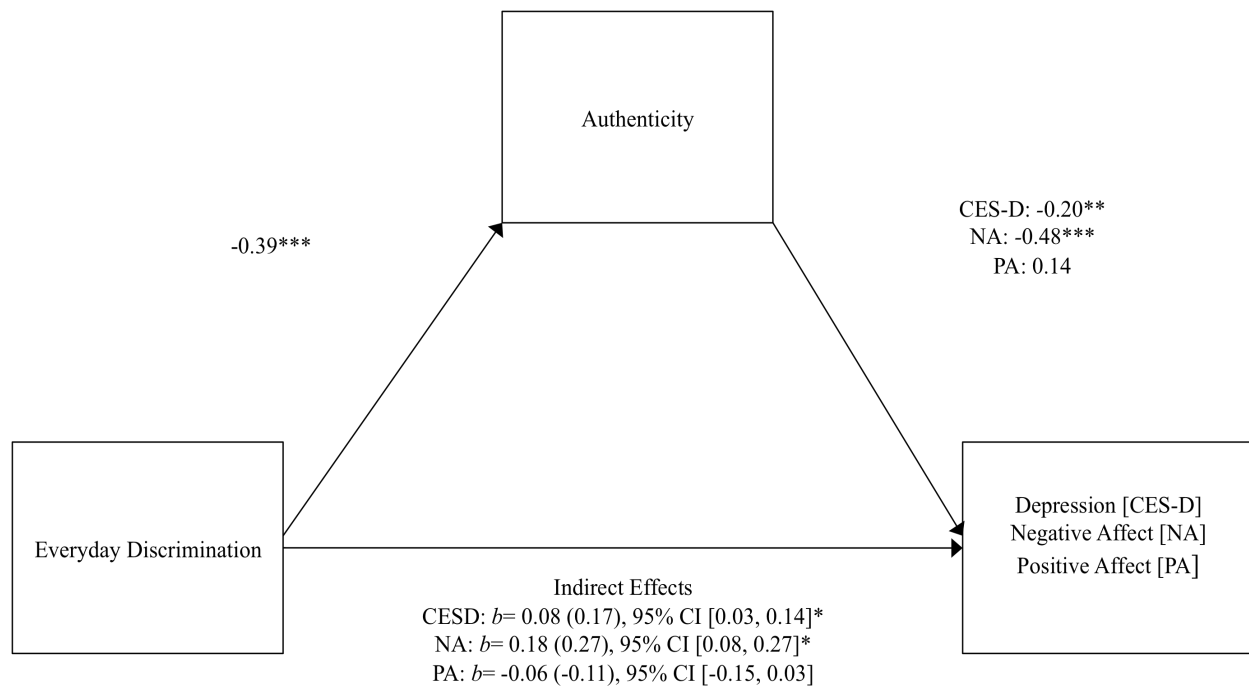 Authenticity
-0.39***
CES-D: -0.20**
NA: -0.48***
PA: 0.14
Everyday Discrimination
Depression [CES-D]
Negative Affect [NA]
Positive Affect [PA]
Indirect Effects
CESD: b= 0.08 (0.17), 95% CI [0.03, 0.14]*
NA: b= 0.18 (0.27), 95% CI [0.08, 0.27]*
PA: b= -0.06 (-0.11), 95% CI [-0.15, 0.03]